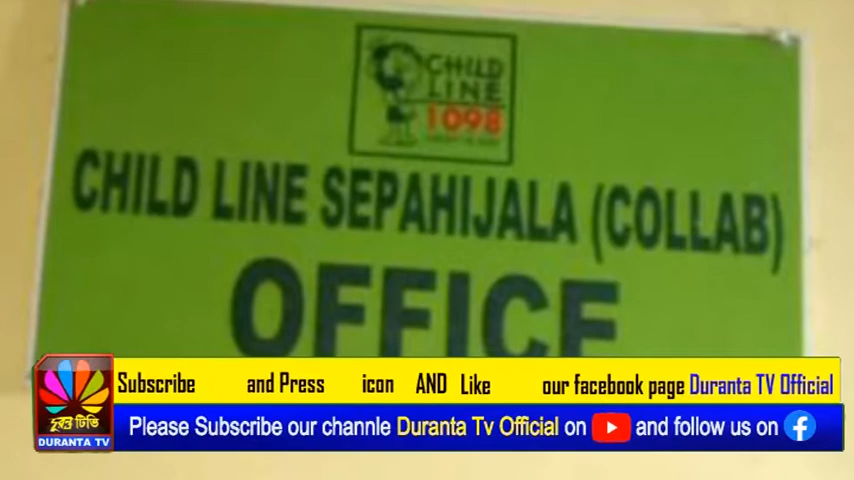 CHILD
LINE
1098
CHILD LINE SEPAHIJALA (COLLAB)
OFFICE
Subscribe and Press icon AND Like our facebook page Duranta TV Official
দুরন্ত টিভি
DURANTA TV
Please Subscribe our channle Duranta Tv Official on and follow us on